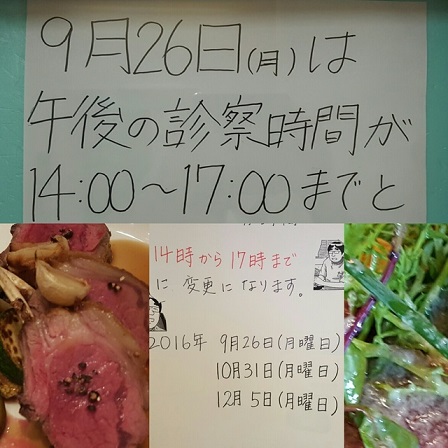 9月26日(月)は
午後の診察時間が
14:00～17:00までと
14時から17時まで
に変更になります。
2016年 9月26日(月曜日)
10月31日(月曜日)
12月5日(月曜日)